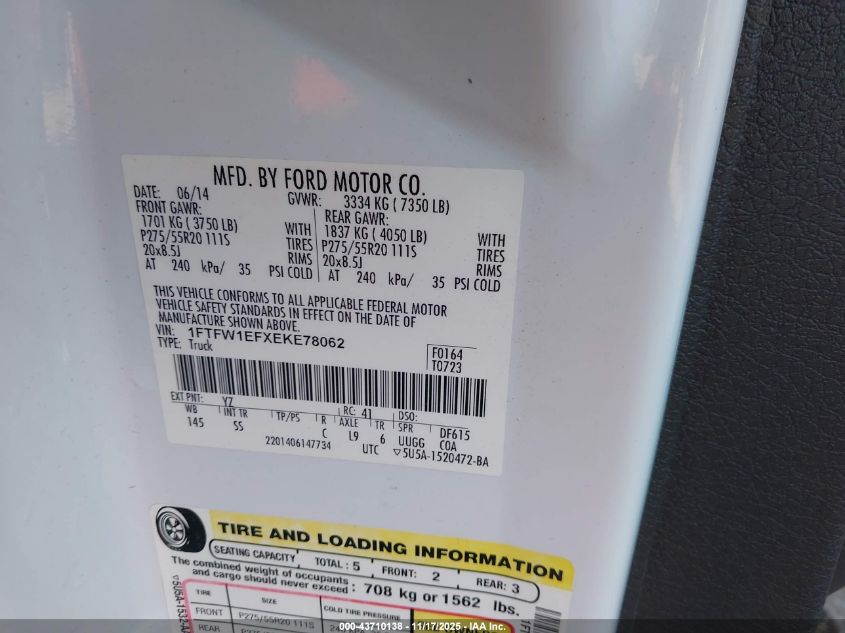 MFD. BY FORD MOTOR CO.
DATE: 06/14 GVWR: 3334 KG ( 7350 LB)
FRONT GAWR: REAR GAWR:
1701 KG ( 3750 LB) WITH 1837 KG ( 4050 LB) WITH
P275/55R20 111S TIRES P275/55R20 111S TIRES
20x8.5J RIMS 20x8.5J RIMS
AT 240 kPa/ 35 PSI COLD AT 240 kPa/ 35 PSI COLD
THIS VEHICLE CONFORMS TO ALL APPLICABLE FEDERAL MOTOR
VEHICLE SAFETY STANDARDS IN EFFECT ON THE DATE OF
MANUFACTURE SHOWN ABOVE.
VIN: 1FTFW1EFXEKE78062
TYPE: Truck
F0164
T0723
EXT PNT: YZ RC: 41 DSO:
WB INT TR TP/PS R AXLE TR SPR DF615
145 SS C L9 6 UUGG COA
2201406147734 UTC ▽5U5A-1520472-BA
TIRE AND LOADING INFORMATION
SEATING CAPACITY TOTAL : 5 FRONT: 2 REAR: 3
The combined weight of occupants
and cargo should never exceed : 708 kg or 1562 lbs.
TIRE SIZE COLD TIRE PRESSURE
FRONT P275/55R20 111S
REAR
000-43710138 - 11/17/2025 - IAA Inc.